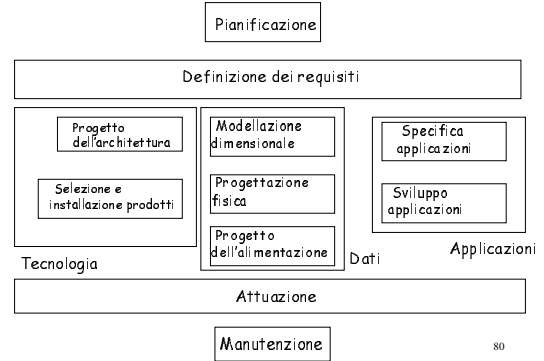 Pianificazione
Definizione dei requisiti
Progetto
dell'architettura
Selezione e
installazione prodotti
Tecnologia
Modellazione
dimensionale
Progettazione
fisica
Progetto
dell'alimentazione
Dati
Specifica
applicazioni
Sviluppo
applicazioni
Applicazioni
Attuazione
Manutenzione
80